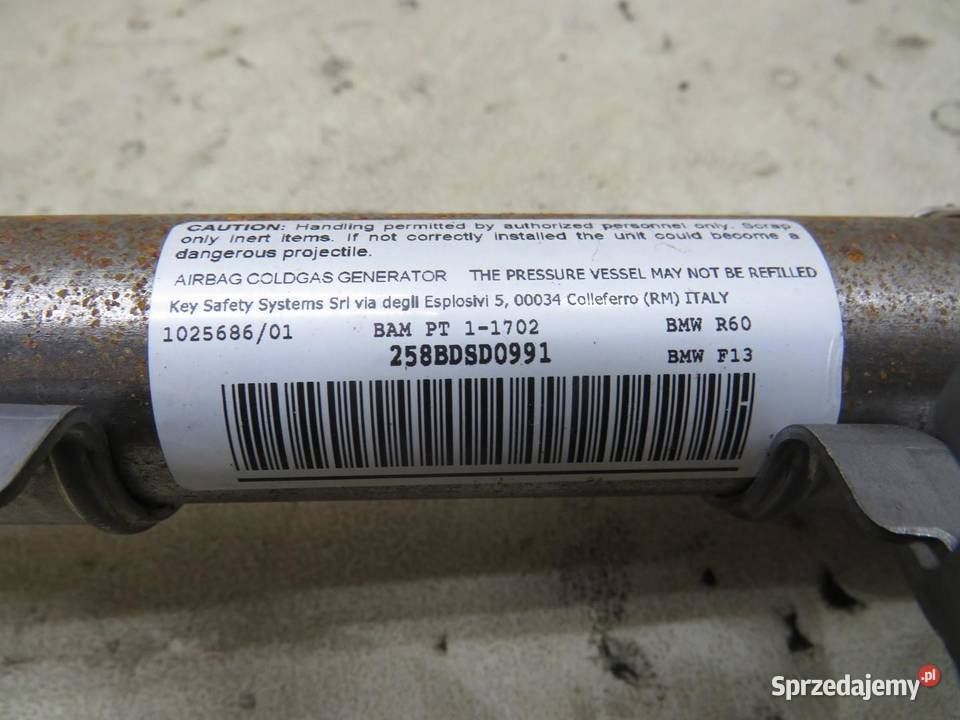 CAUTION: Handling permitted by authorized personnel only. Scrap
only inert items. If not correctly installed the unit could become a
dangerous projectile.
AIRBAG COLDGAS GENERATOR THE PRESSURE VESSEL MAY NOT BE REFILLED
Key Safety Systems Srl via degli Esplosivi 5, 00034 Colleferro (RM) ITALY
1025686/01 BAM PT 1-1702 BMW R60
258BDSD0991 BMW F13
Sprzedajemy.pl